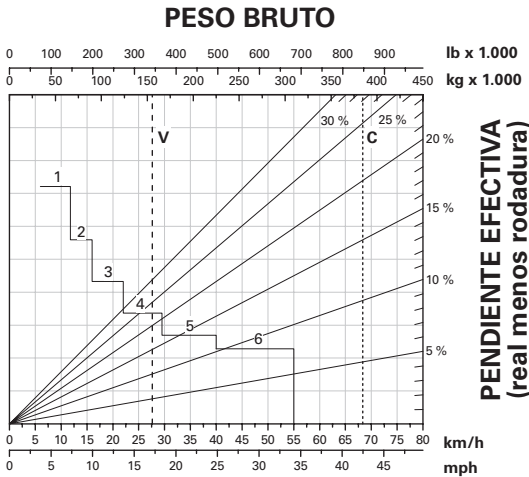 PESO BRUTO
0 100 200 300 400 500 600 700 800 900 lb x 1.000
0 50 100 150 200 250 300 350 400 450 kg x 1.000
30 % 25 %
V C
20 %
1
15 %
2
3
10 %
4
5
6
5 %
PENDIENTE EFECTIVA
(real menos rodadura)
0 5 10 15 20 25 30 35 40 45 50 55 60 65 70 75 80 km/h
0 5 10 15 20 25 30 35 40 45 mph